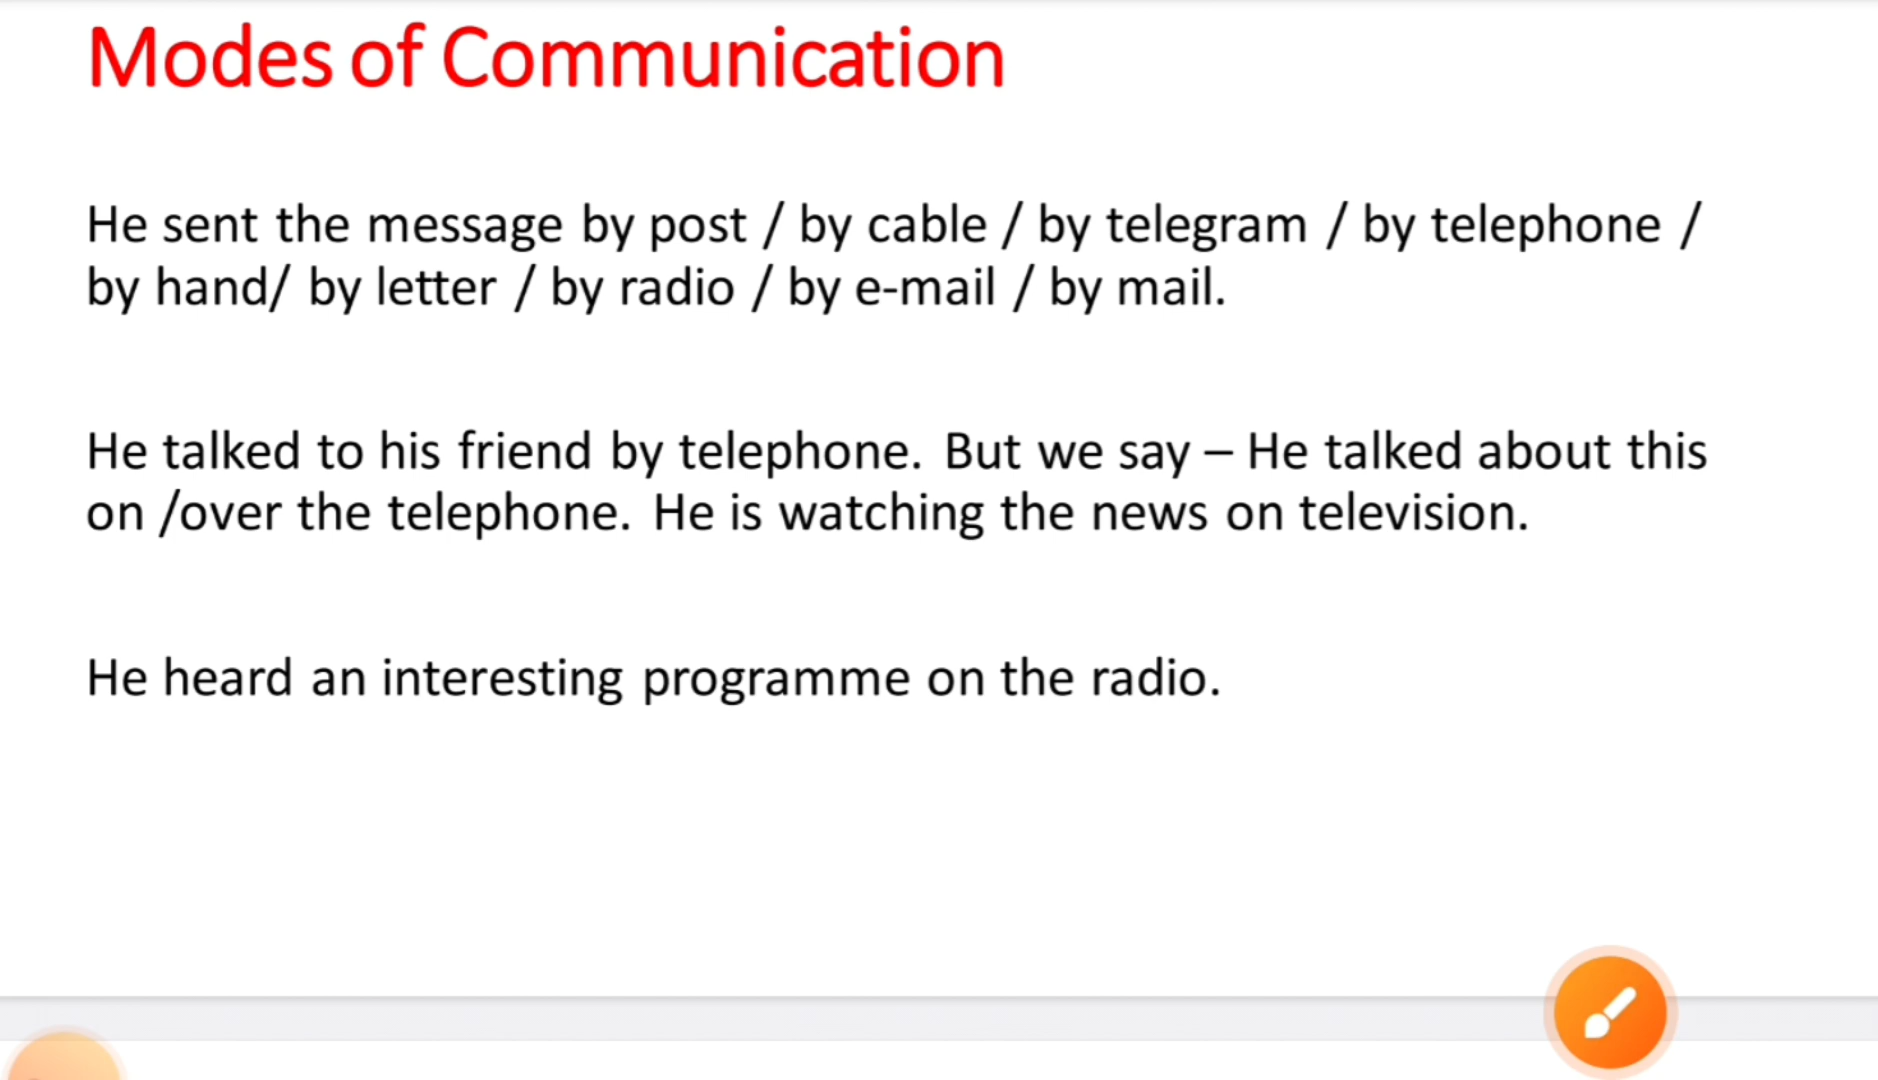 Modes of Communication
He sent the message by post / by cable / by telegram / by telephone /
by hand/ by letter / by radio / by e-mail / by mail.
He talked to his friend by telephone. But we say – He talked about this
on /over the telephone. He is watching the news on television.
He heard an interesting programme on the radio.